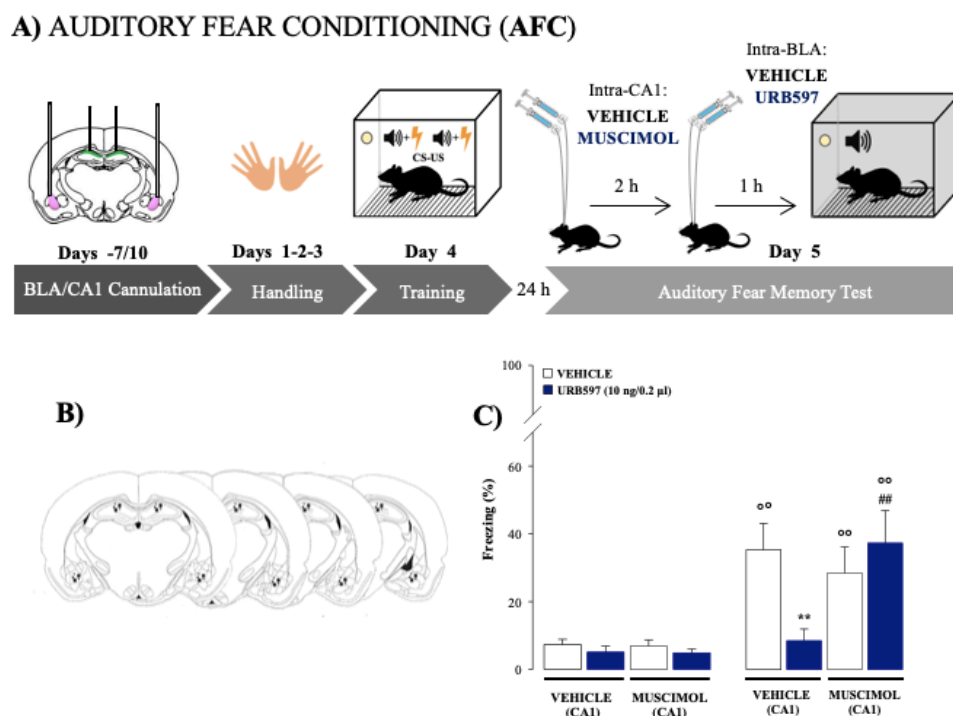 A) AUDITORY FEAR CONDITIONING (AFC)
Intra-CA1:
VEHICLE
MUSCIMOL
Intra-BLA:
VEHICLE
URB597
+ +
CS-US
2 h
1 h
Days -7/10
Days 1-2-3
Day 4
Day 5
BLA/CA1 Cannulation
Handling
Training
24 h
Auditory Fear Memory Test
B)
C)
VEHICLE
URB597 (10 ng/0.2 µl)
Freezing (%)
100
60
40
20
0
°°
**
°°
°°
##
VEHICLE
(CA1)
MUSCIMOL
(CA1)
VEHICLE
(CA1)
MUSCIMOL
(CA1)